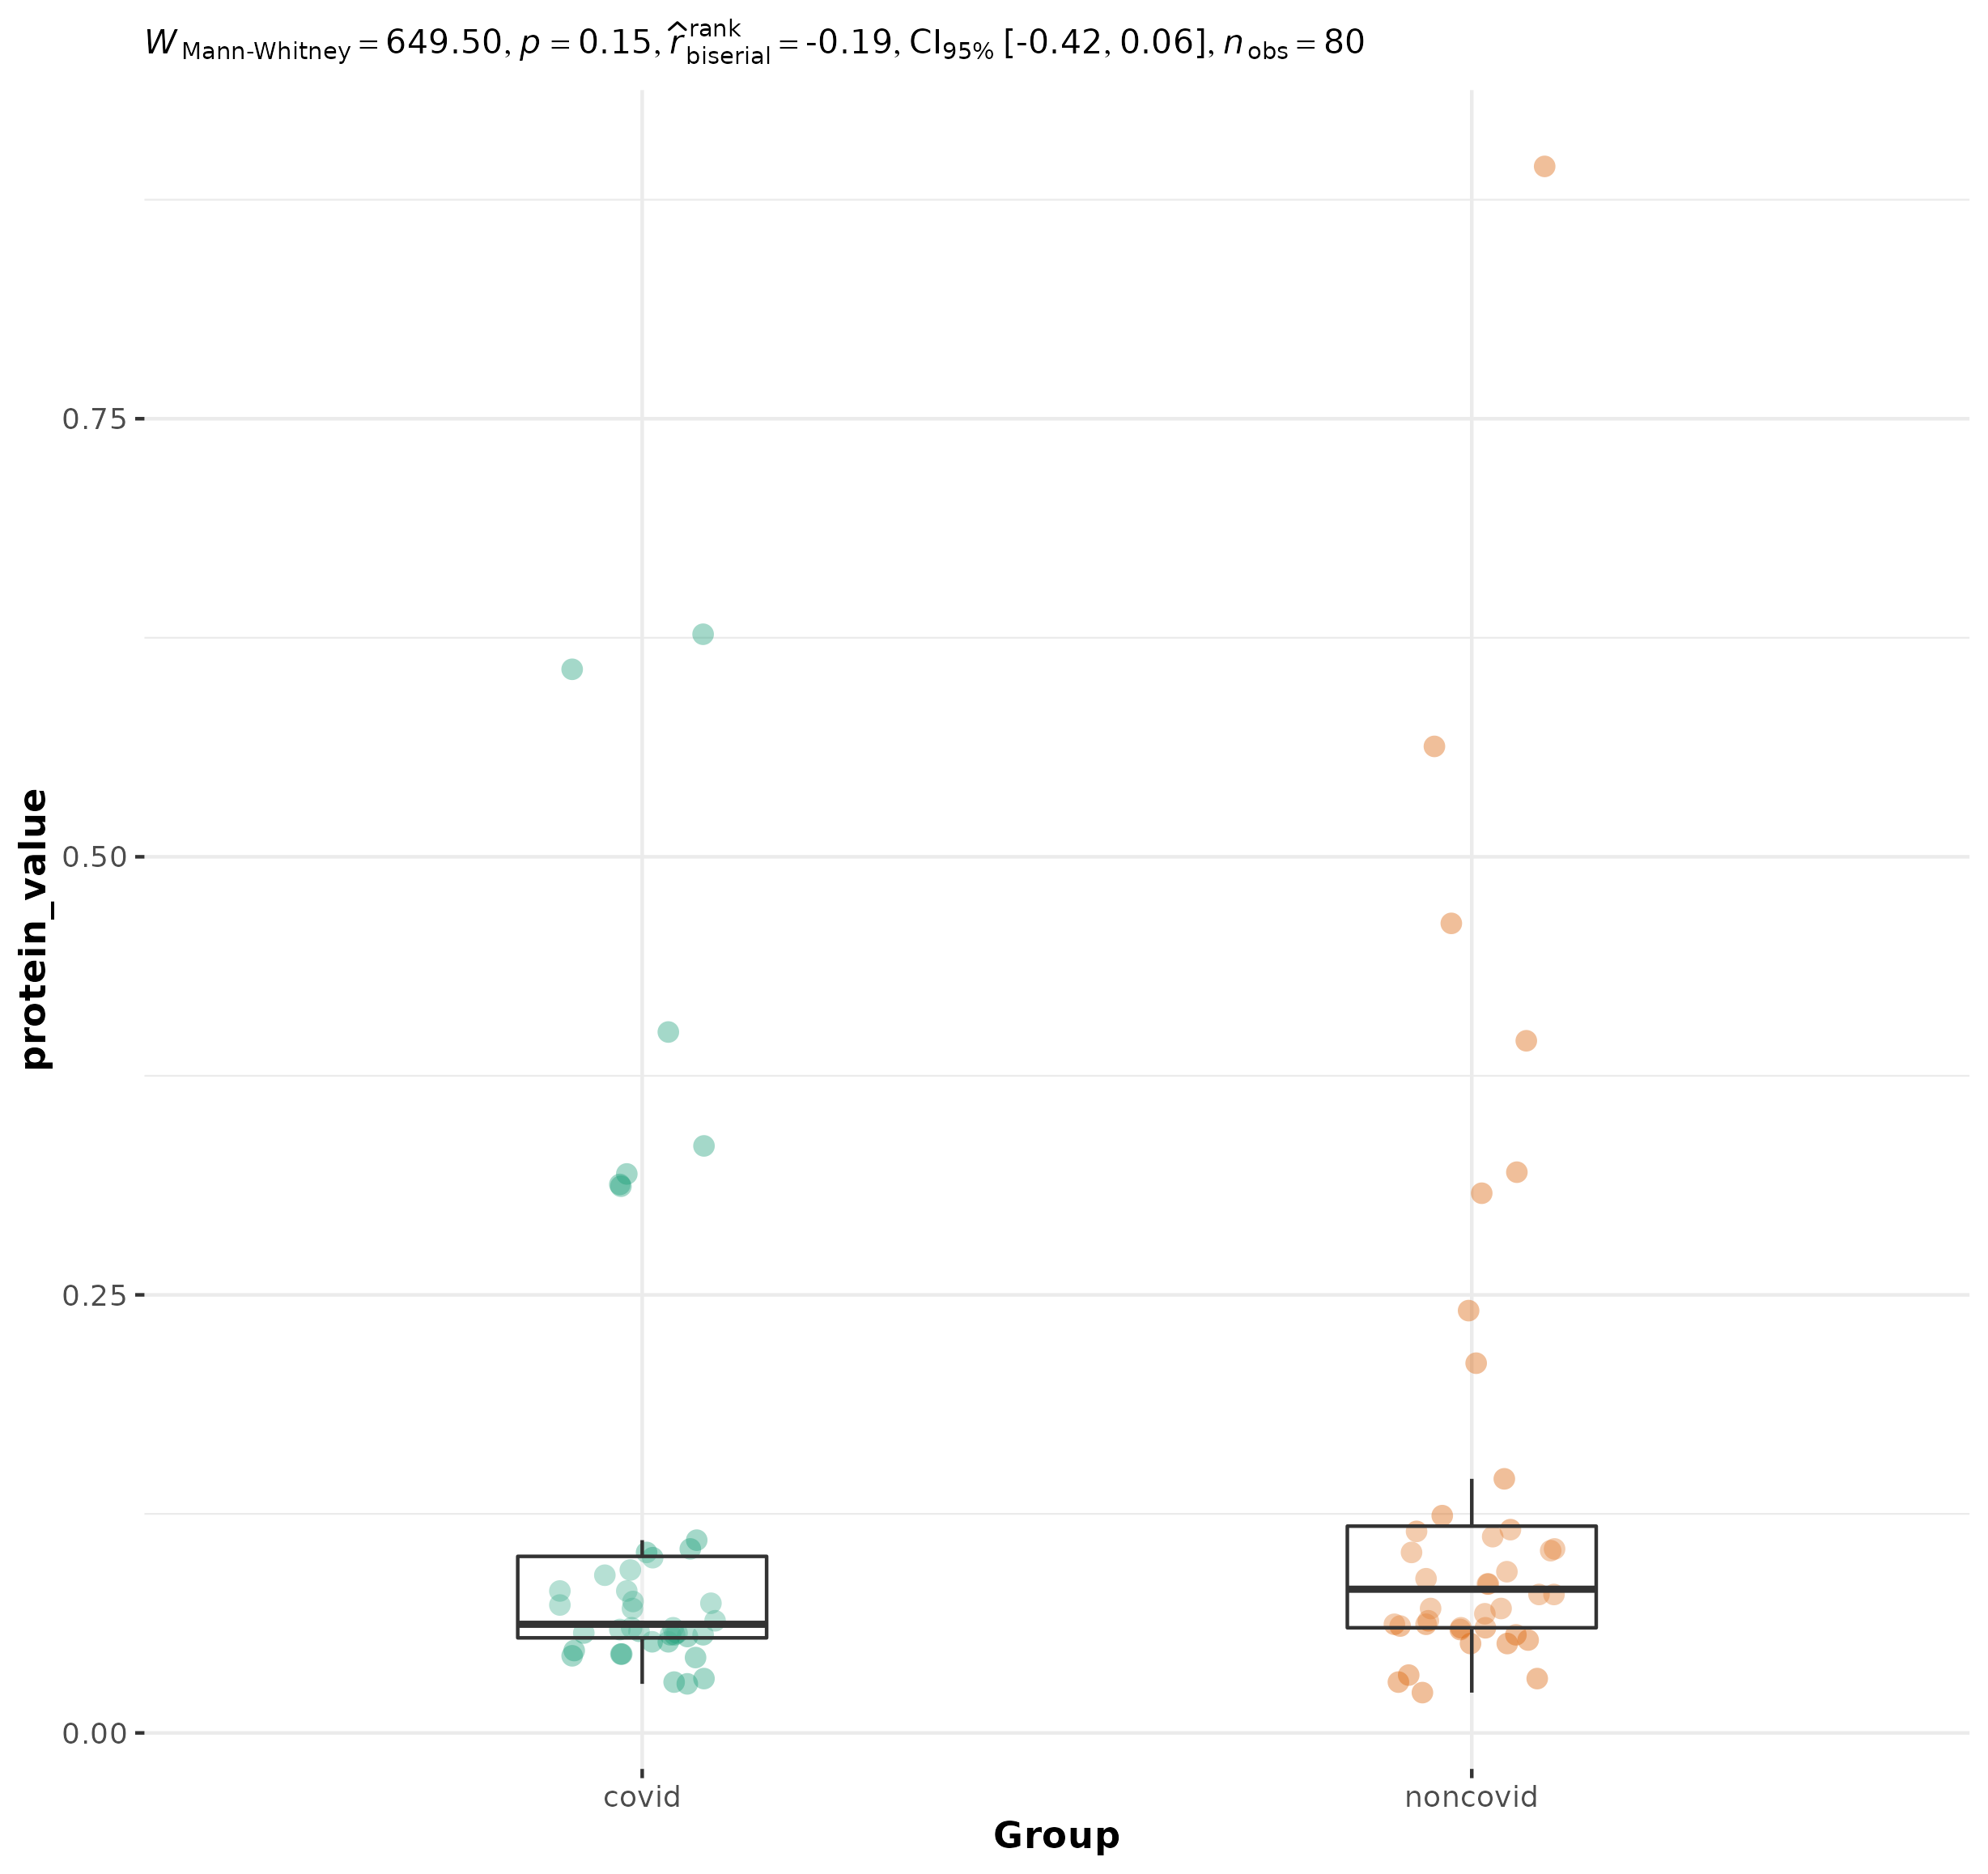 W Mann-Whitney = 649.50, p = 0.15, r̂ rank biserial = -0.19, CI95% [-0.42, 0.06], n obs = 80
0.75
0.50
0.25
0.00
protein_value
covid noncovid
Group